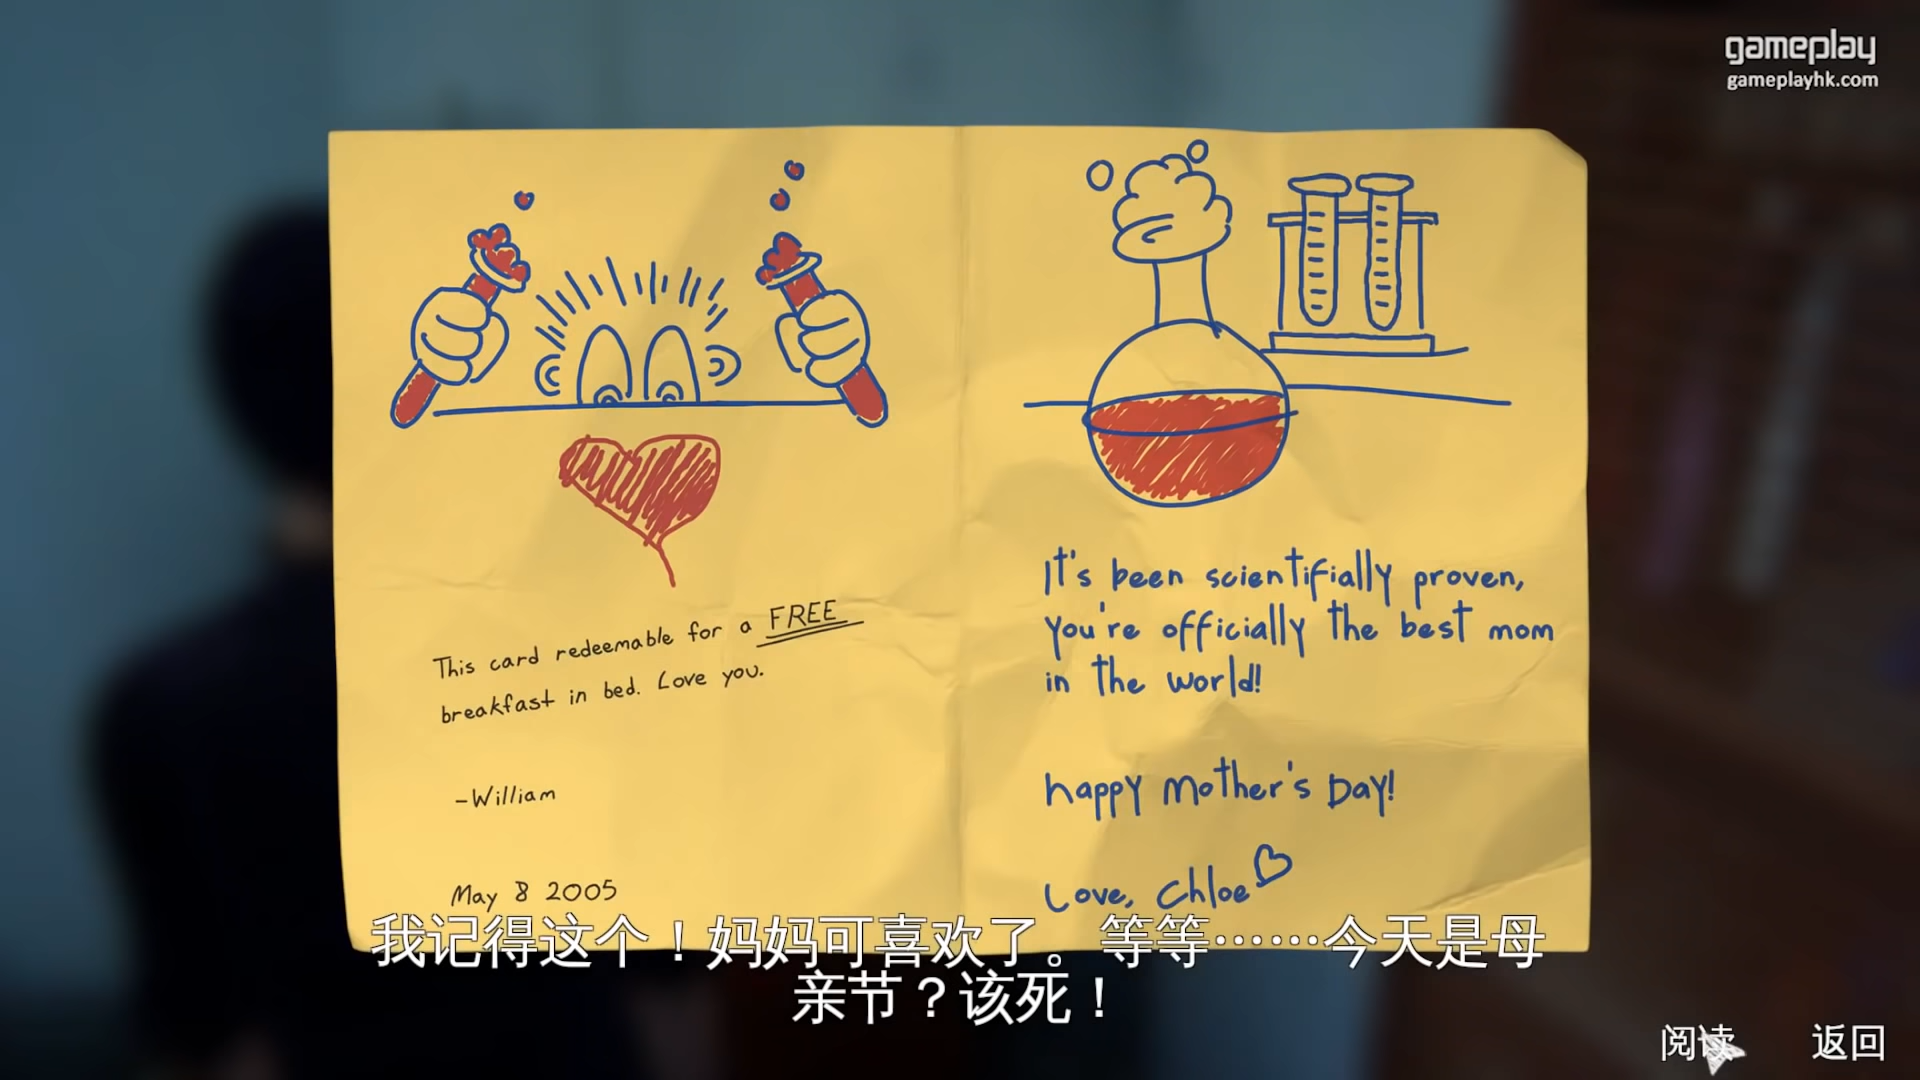 gameplay
gameplayhk.com
This card redeemable for a FREE
breakfast in bed. Love you.
-William
May 8 2005
It's been scientifially proven,
you're officially the best mom
in the world!
happy Mother's Day!
Love, Chloe
我记得这个！妈妈可喜欢了。 等等……今天是母
亲节？该死！
阅读 返回